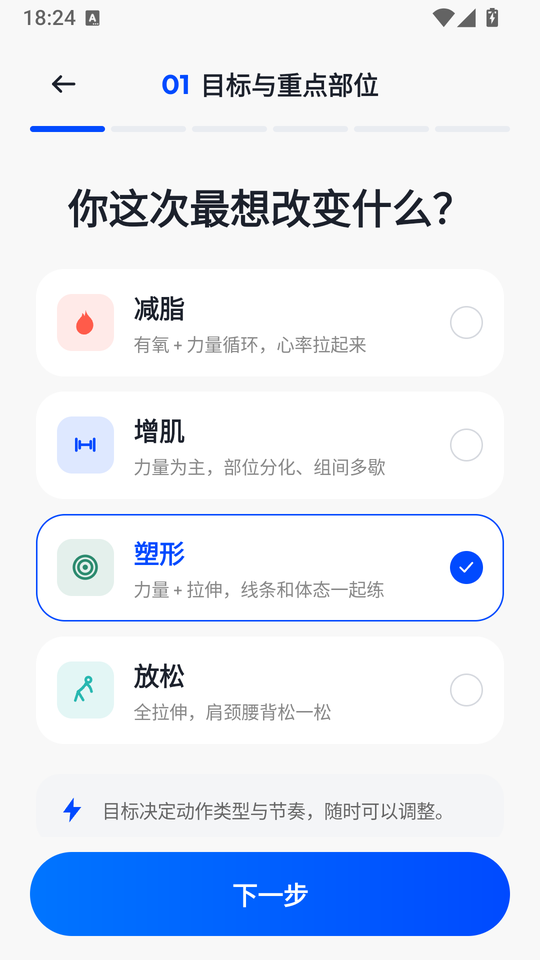 18:24
01 目标与重点部位
你这次最想改变什么?
减脂
有氧 + 力量循环，心率拉起来
增肌
力量为主，部位分化、组间多歇
塑形
力量 + 拉伸，线条和体态一起练
放松
全拉伸，肩颈腰背松一松
目标决定动作类型与节奏，随时可以调整。
下一步